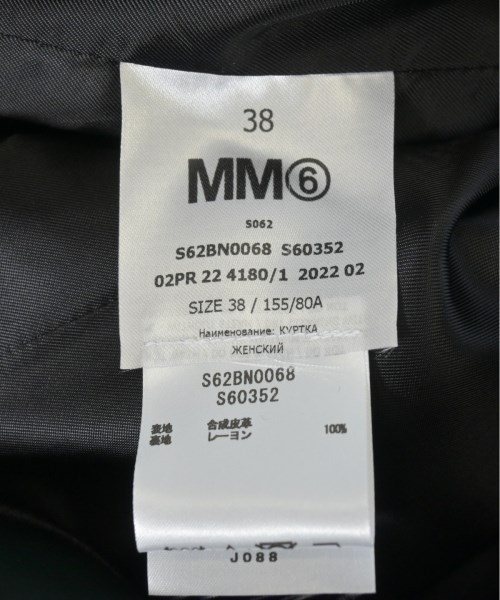 38
MM⑥
S062
S62BN0068 S60352
02PR 22 4180/1 2022 02
SIZE 38 / 155/80A
Наименование: КУРТКА
ЖЕНСКИЙ
S62BN0068
S60352
表地 合成皮革
裏地 レーヨン 100%
J088